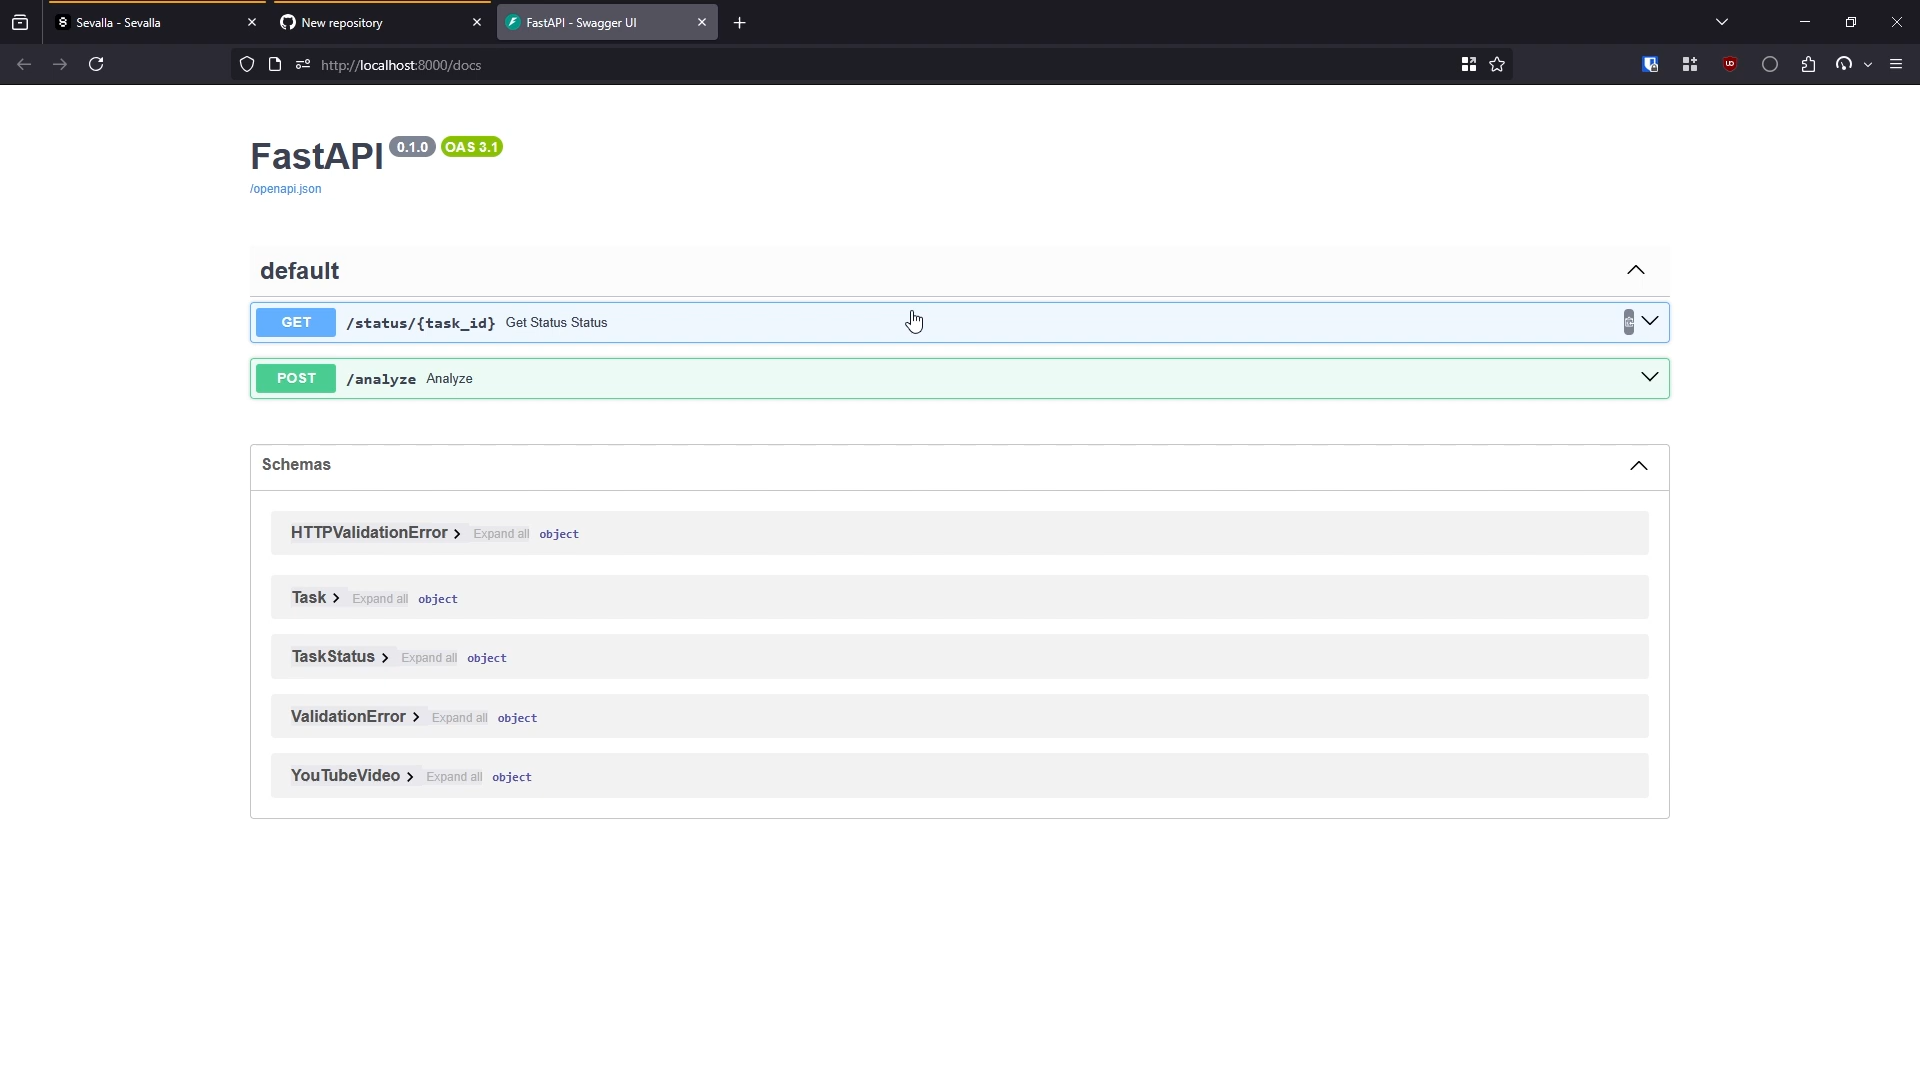 Sevalla - Sevalla
New repository
FastAPI - Swagger UI
http://localhost:8000/docs
FastAPI 0.1.0 OAS 3.1
/openapi.json
default
GET /status/{task_id} Get Status Status
POST /analyze Analyze
Schemas
HTTPValidationError Expand all object
Task Expand all object
TaskStatus Expand all object
ValidationError Expand all object
YouTubeVideo Expand all object